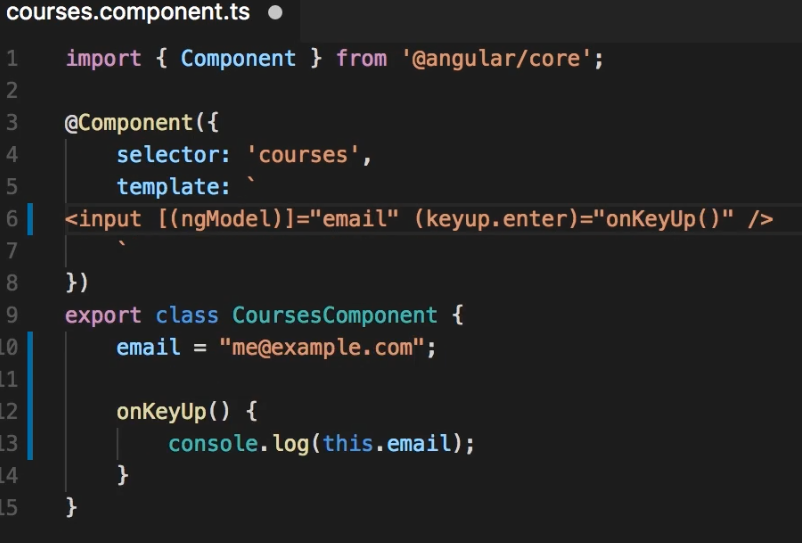 courses.component.ts
1 import { Component } from '@angular/core';
2
3 @Component({
4 selector: 'courses',
5 template: `
6 <input [(ngModel)]="email" (keyup.enter)="onKeyUp()" />
7 `
8 })
9 export class CoursesComponent {
10 email = "me@example.com";
11
12 onKeyUp() {
13 console.log(this.email);
14 }
15 }